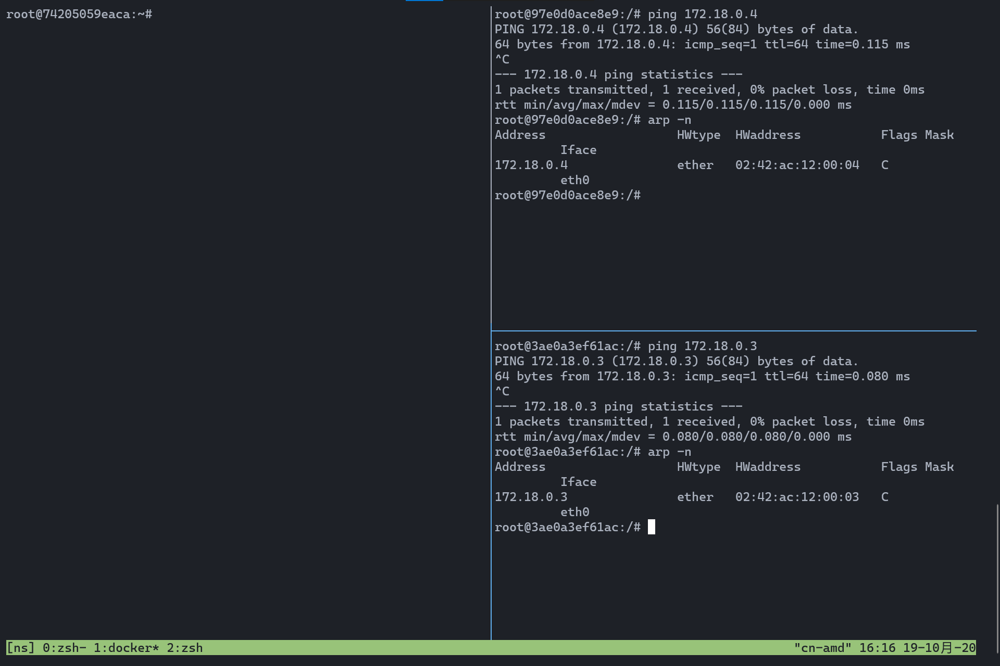 root@74205059eaca:~#
root@97e0d0ace8e9:/# ping 172.18.0.4
PING 172.18.0.4 (172.18.0.4) 56(84) bytes of data.
64 bytes from 172.18.0.4: icmp_seq=1 ttl=64 time=0.115 ms
^C
--- 172.18.0.4 ping statistics ---
1 packets transmitted, 1 received, 0% packet loss, time 0ms
rtt min/avg/max/mdev = 0.115/0.115/0.115/0.000 ms
root@97e0d0ace8e9:/# arp -n
Address                  HWtype  HWaddress           Flags Mask
         Iface
172.18.0.4               ether   02:42:ac:12:00:04   C
         eth0
root@97e0d0ace8e9:/#
root@3ae0a3ef61ac:/# ping 172.18.0.3
PING 172.18.0.3 (172.18.0.3) 56(84) bytes of data.
64 bytes from 172.18.0.3: icmp_seq=1 ttl=64 time=0.080 ms
^C
--- 172.18.0.3 ping statistics ---
1 packets transmitted, 1 received, 0% packet loss, time 0ms
rtt min/avg/max/mdev = 0.080/0.080/0.080/0.000 ms
root@3ae0a3ef61ac:/# arp -n
Address                  HWtype  HWaddress           Flags Mask
         Iface
172.18.0.3               ether   02:42:ac:12:00:03   C
         eth0
root@3ae0a3ef61ac:/#
[ns] 0:zsh- 1:docker* 2:zsh "cn-amd" 16:16 19-10月-20